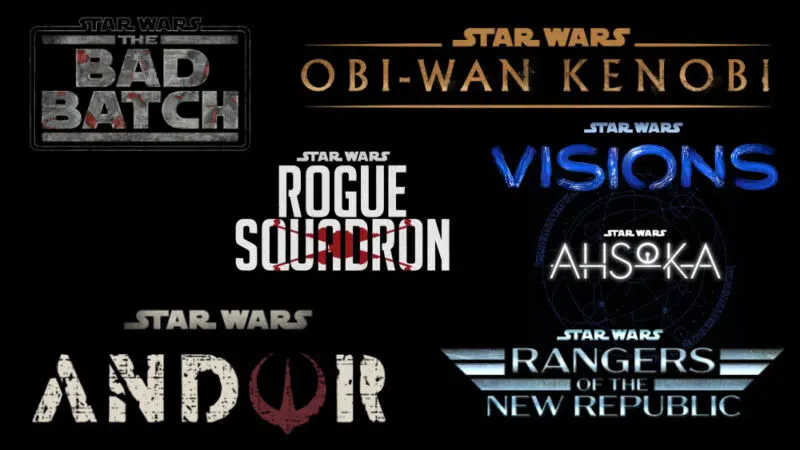 STAR WARS
THE
BAD
BATCH
STAR WARS
OBI-WAN KENOBI
STAR WARS
VISIONS
STAR WARS
ROGUE
SQUADRON
STAR WARS
AHSOKA
STAR WARS
ANDOR
STAR WARS
RANGERS
OF THE
NEW REPUBLIC